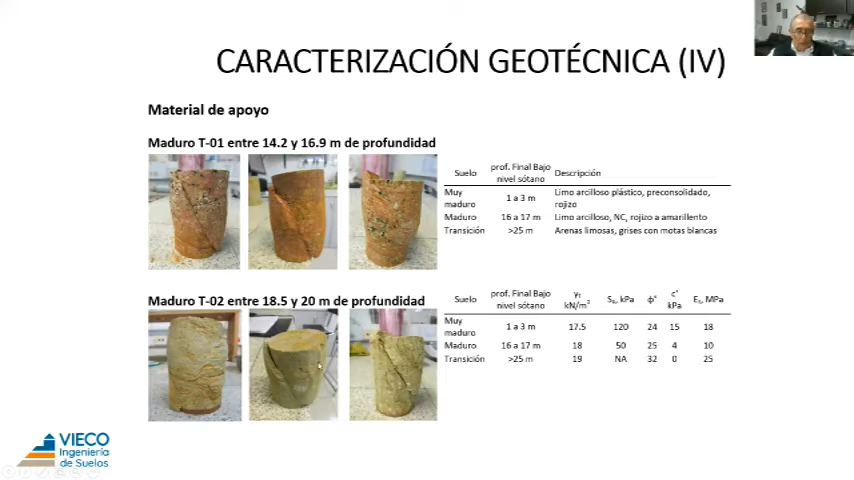 CARACTERIZACIÓN GEOTÉCNICA (IV)
Material de apoyo
Maduro T-01 entre 14.2 y 16.9 m de profundidad
Suelo prof. Final Bajo nivel sótano Descripción
Muy maduro 1 a 3 m Limo arcilloso plástico, preconsolidado, rojizo
Maduro 16 a 17 m Limo arcilloso, NC, rojizo a amarillento
Transición >25 m Arenas limosas, grises con motas blancas
Maduro T-02 entre 18.5 y 20 m de profundidad
Suelo prof. Final Bajo nivel sótano γT kN/m³ Su, kPa ϕ° c' kPa Es, MPa
Muy maduro 1 a 3 m 17.5 120 24 15 18
Maduro 16 a 17 m 18 50 25 4 10
Transición >25 m 19 NA 32 0 25
VIECO
Ingeniería
de Suelos